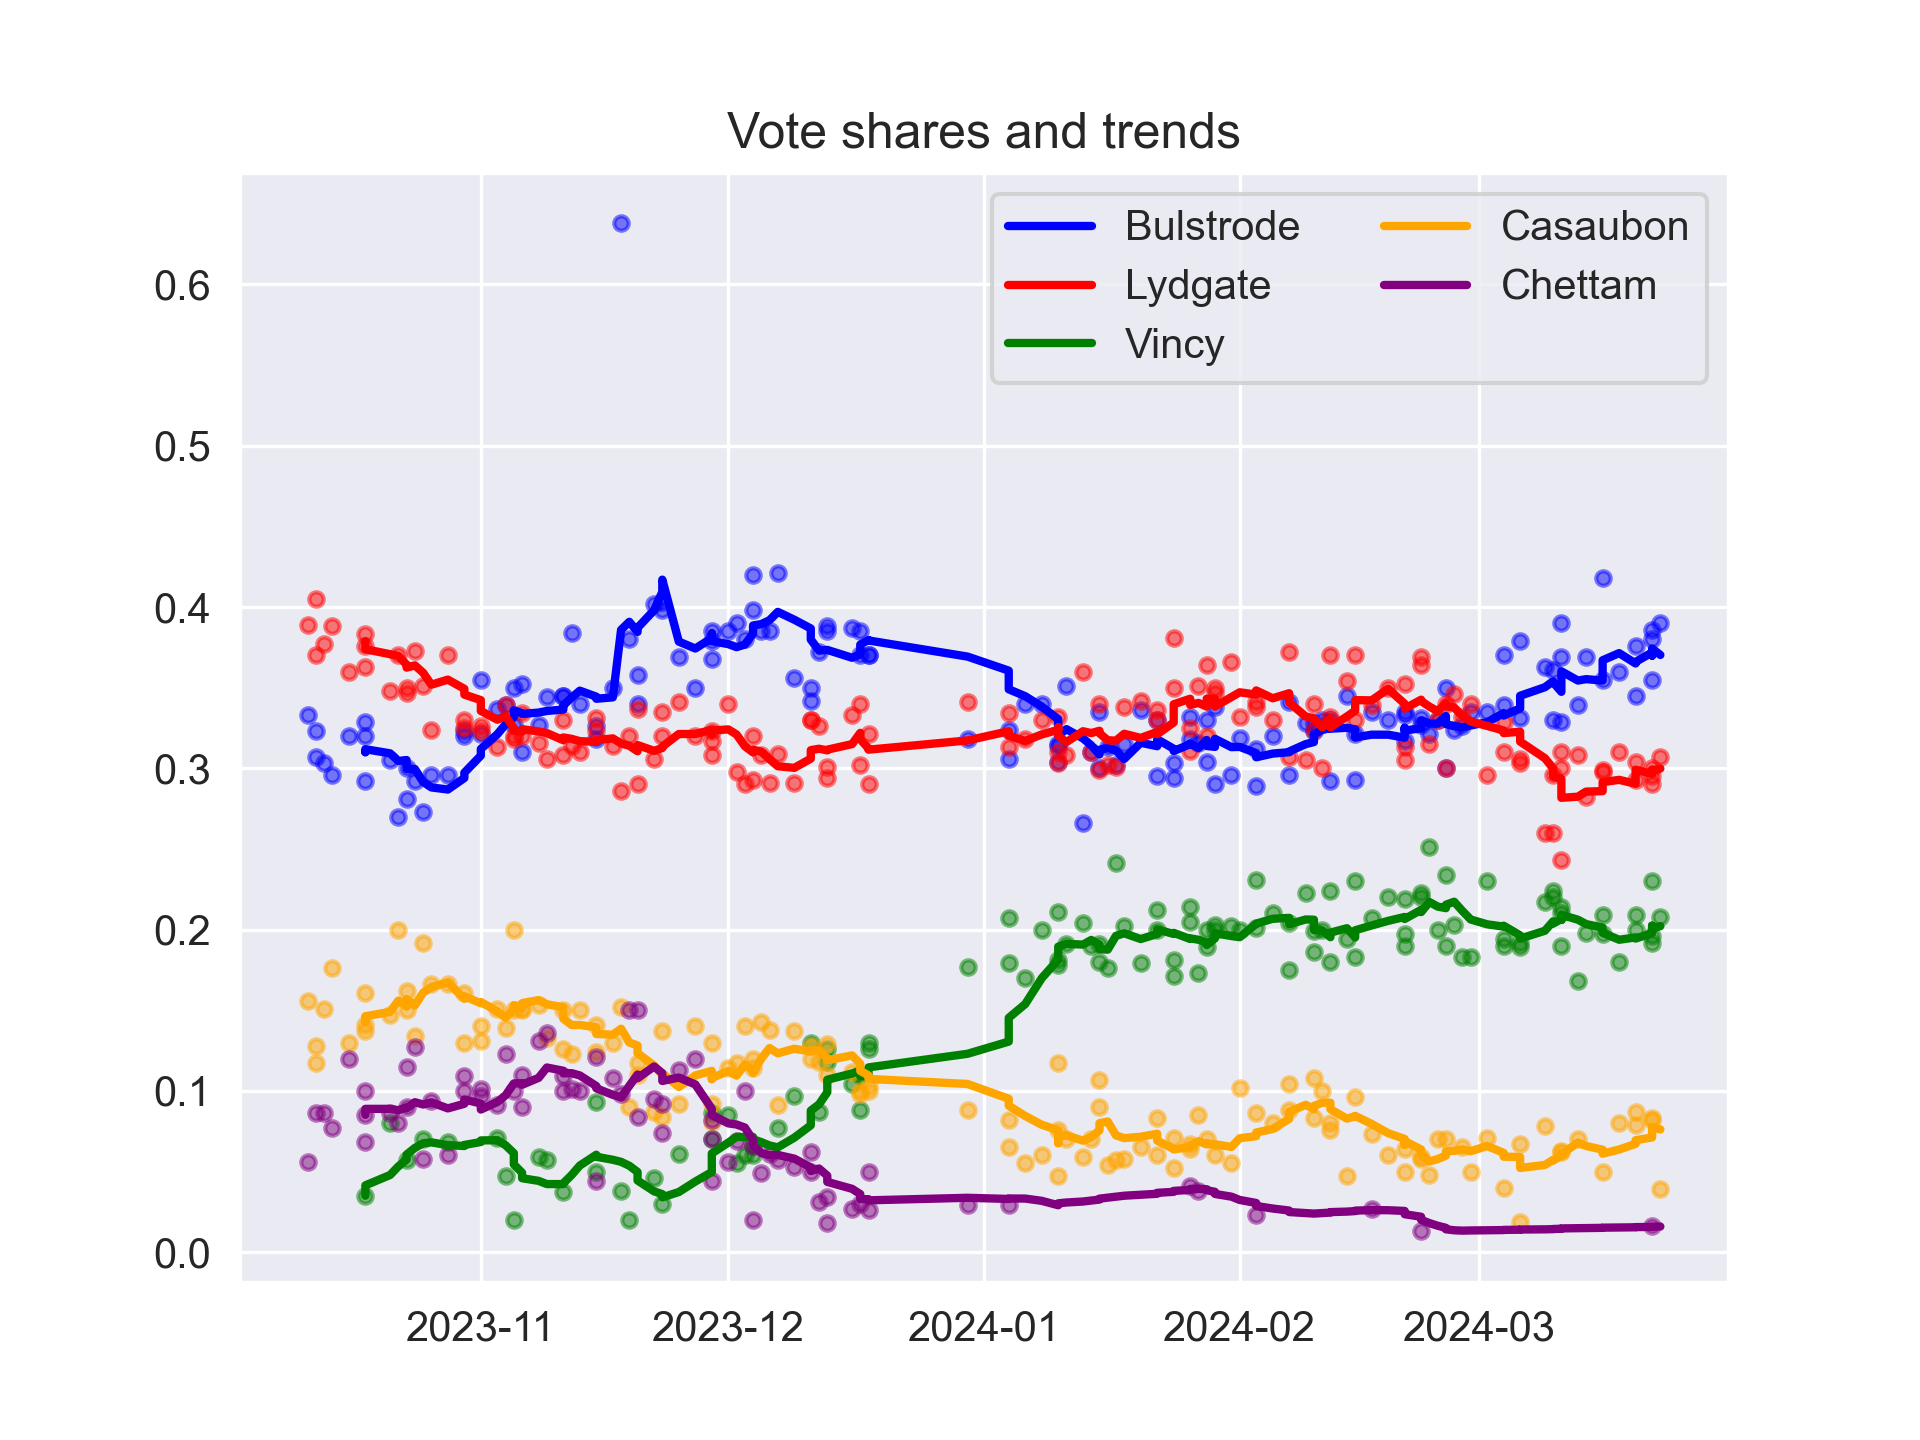 Vote shares and trends
Bulstrode
Lydgate
Vincy
Casaubon
Chettam
0.6
0.5
0.4
0.3
0.2
0.1
0.0
2023-11
2023-12
2024-01
2024-02
2024-03